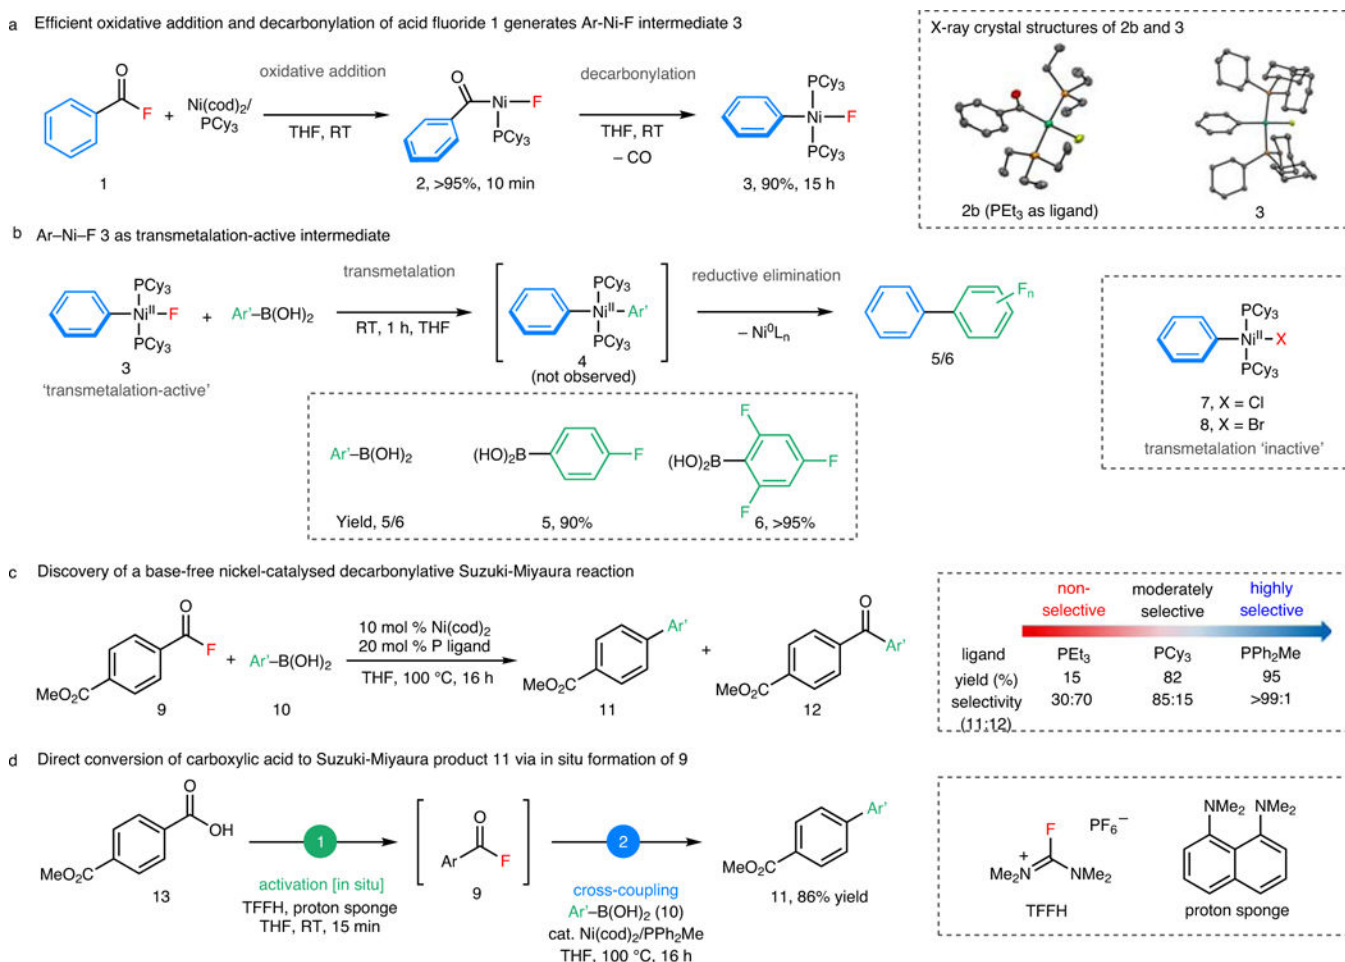 a Efficient oxidative addition and decarbonylation of acid fluoride 1 generates Ar-Ni-F intermediate 3
O
F
1
+
Ni(cod)2/
PCy3
oxidative addition
THF, RT
O
Ni
F
PCy3
2, >95%, 10 min
decarbonylation
THF, RT
– CO
PCy3
Ni
F
PCy3
3, 90%, 15 h
X-ray crystal structures of 2b and 3
2b (PEt3 as ligand)
3
b Ar–Ni–F 3 as transmetalation-active intermediate
PCy3
NiII
F
PCy3
3
'transmetalation-active'
+
Ar'–B(OH)2
transmetalation
RT, 1 h, THF
PCy3
NiII
Ar'
PCy3
4
(not observed)
reductive elimination
– Ni0Ln
Fn
5/6
PCy3
NiII
X
PCy3
7, X = Cl
8, X = Br
transmetalation 'inactive'
Ar'–B(OH)2
(HO)2B
F
(HO)2B
F
F
F
Yield, 5/6
5, 90%
6, >95%
c Discovery of a base-free nickel-catalysed decarbonylative Suzuki-Miyaura reaction
O
F
MeO2C
9
+
Ar'–B(OH)2
10
10 mol % Ni(cod)2
20 mol % P ligand
THF, 100 °C, 16 h
Ar'
MeO2C
11
+
O
Ar'
MeO2C
12
non-selective
moderately selective
highly selective
ligand PEt3 PCy3 PPh2Me
yield (%) 15 82 95
selectivity 30:70 85:15 >99:1
(11:12)
d Direct conversion of carboxylic acid to Suzuki-Miyaura product 11 via in situ formation of 9
O
OH
MeO2C
13
1
activation [in situ]
TFFH, proton sponge
THF, RT, 15 min
O
Ar
F
9
2
cross-coupling
Ar'–B(OH)2 (10)
cat. Ni(cod)2/PPh2Me
THF, 100 °C, 16 h
Ar'
MeO2C
11, 86% yield
F
PF6–
+
Me2N
NMe2
TFFH
NMe2 NMe2
proton sponge